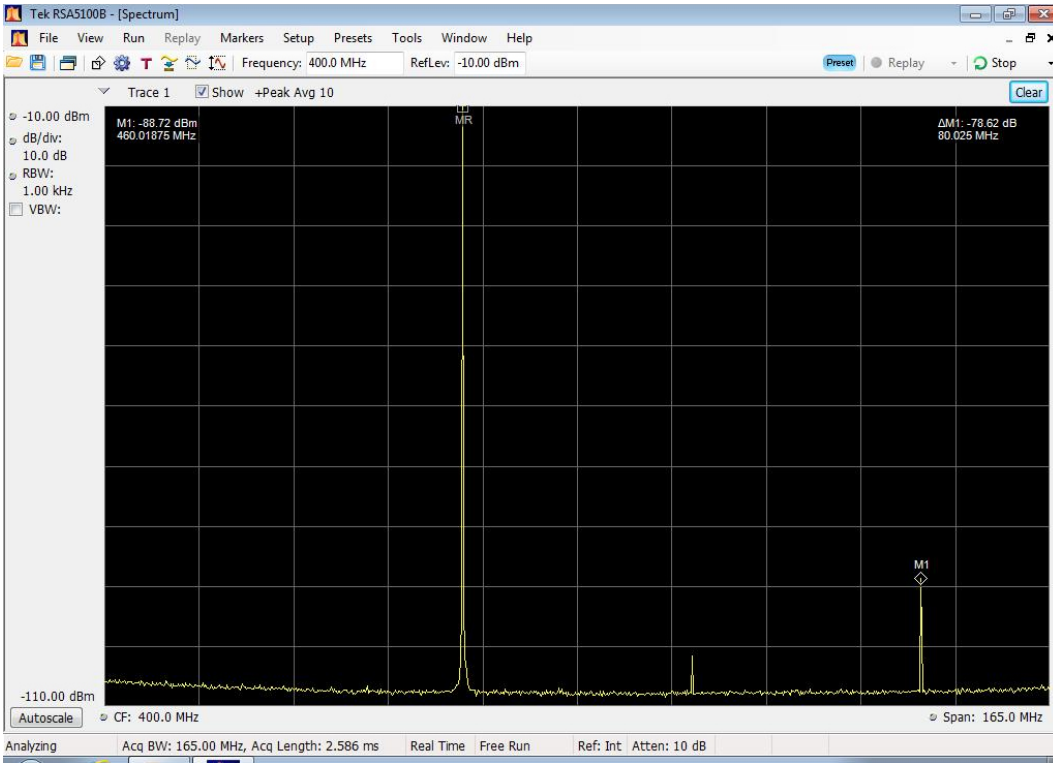 Tek RSA5100B - [Spectrum]
File View Run Replay Markers Setup Presets Tools Window Help
T Frequency: 400.0 MHz RefLev: -10.00 dBm Preset Replay Stop
Trace 1 Show +Peak Avg 10 Clear
-10.00 dBm
dB/div:
10.0 dB
RBW:
1.00 kHz
VBW:
M1: -88.72 dBm
460.01875 MHz
MR
ΔM1: -78.62 dB
80.025 MHz
M1
-110.00 dBm
Autoscale CF: 400.0 MHz Span: 165.0 MHz
Analyzing Acq BW: 165.00 MHz, Acq Length: 2.586 ms Real Time Free Run Ref: Int Atten: 10 dB